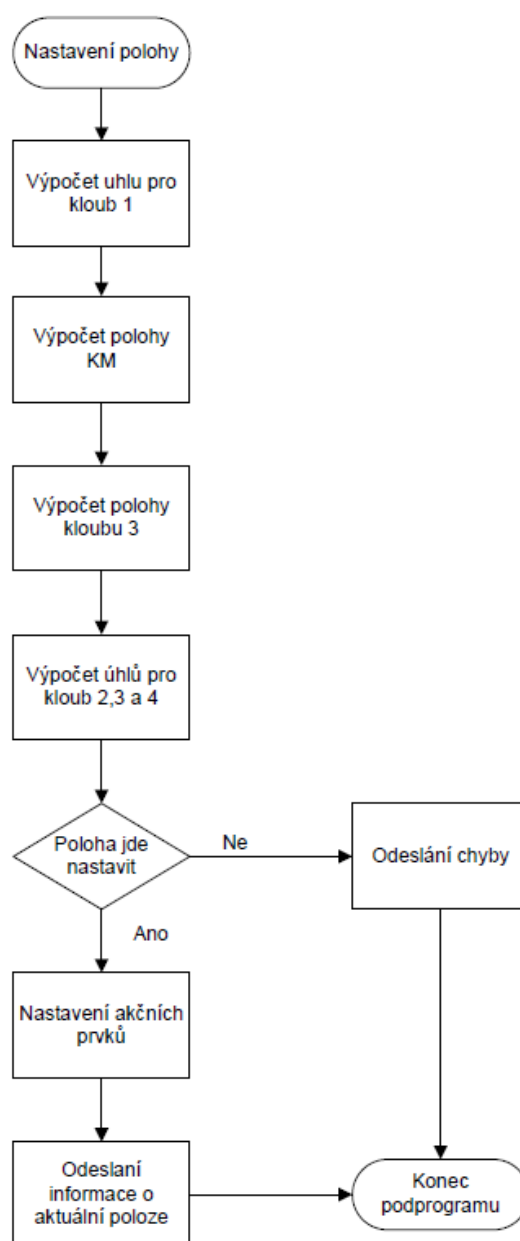 Nastavení polohy
Výpočet uhlu pro
kloub 1
Výpočet polohy
KM
Výpočet polohy
kloubu 3
Výpočet úhlů pro
kloub 2,3 a 4
Poloha jde
nastavit
Ne
Odeslání chyby
Ano
Nastavení akčních
prvků
Odeslaní
informace o
aktuální poloze
Konec
podprogramu